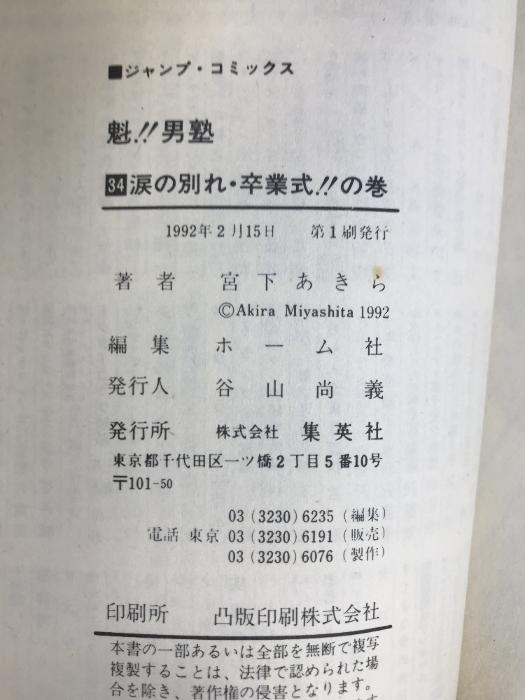 ■ジャンプ・コミックス
魁!!男塾
34 涙の別れ・卒業式!!の巻
1992年2月15日　第1刷発行
著者　宮下あきら
©Akira Miyashita 1992
編集　ホーム社
発行人　谷山尚義
発行所　株式会社 集英社
東京都千代田区一ツ橋2丁目5番10号
〒101-50
03(3230)6235(編集)
電話 東京 03(3230)6191(販売)
03(3230)6076(製作)
印刷所　凸版印刷株式会社
本書の一部あるいは全部を無断で複写
複製することは、法律で認められた場
合を除き、著作権の侵害となります。